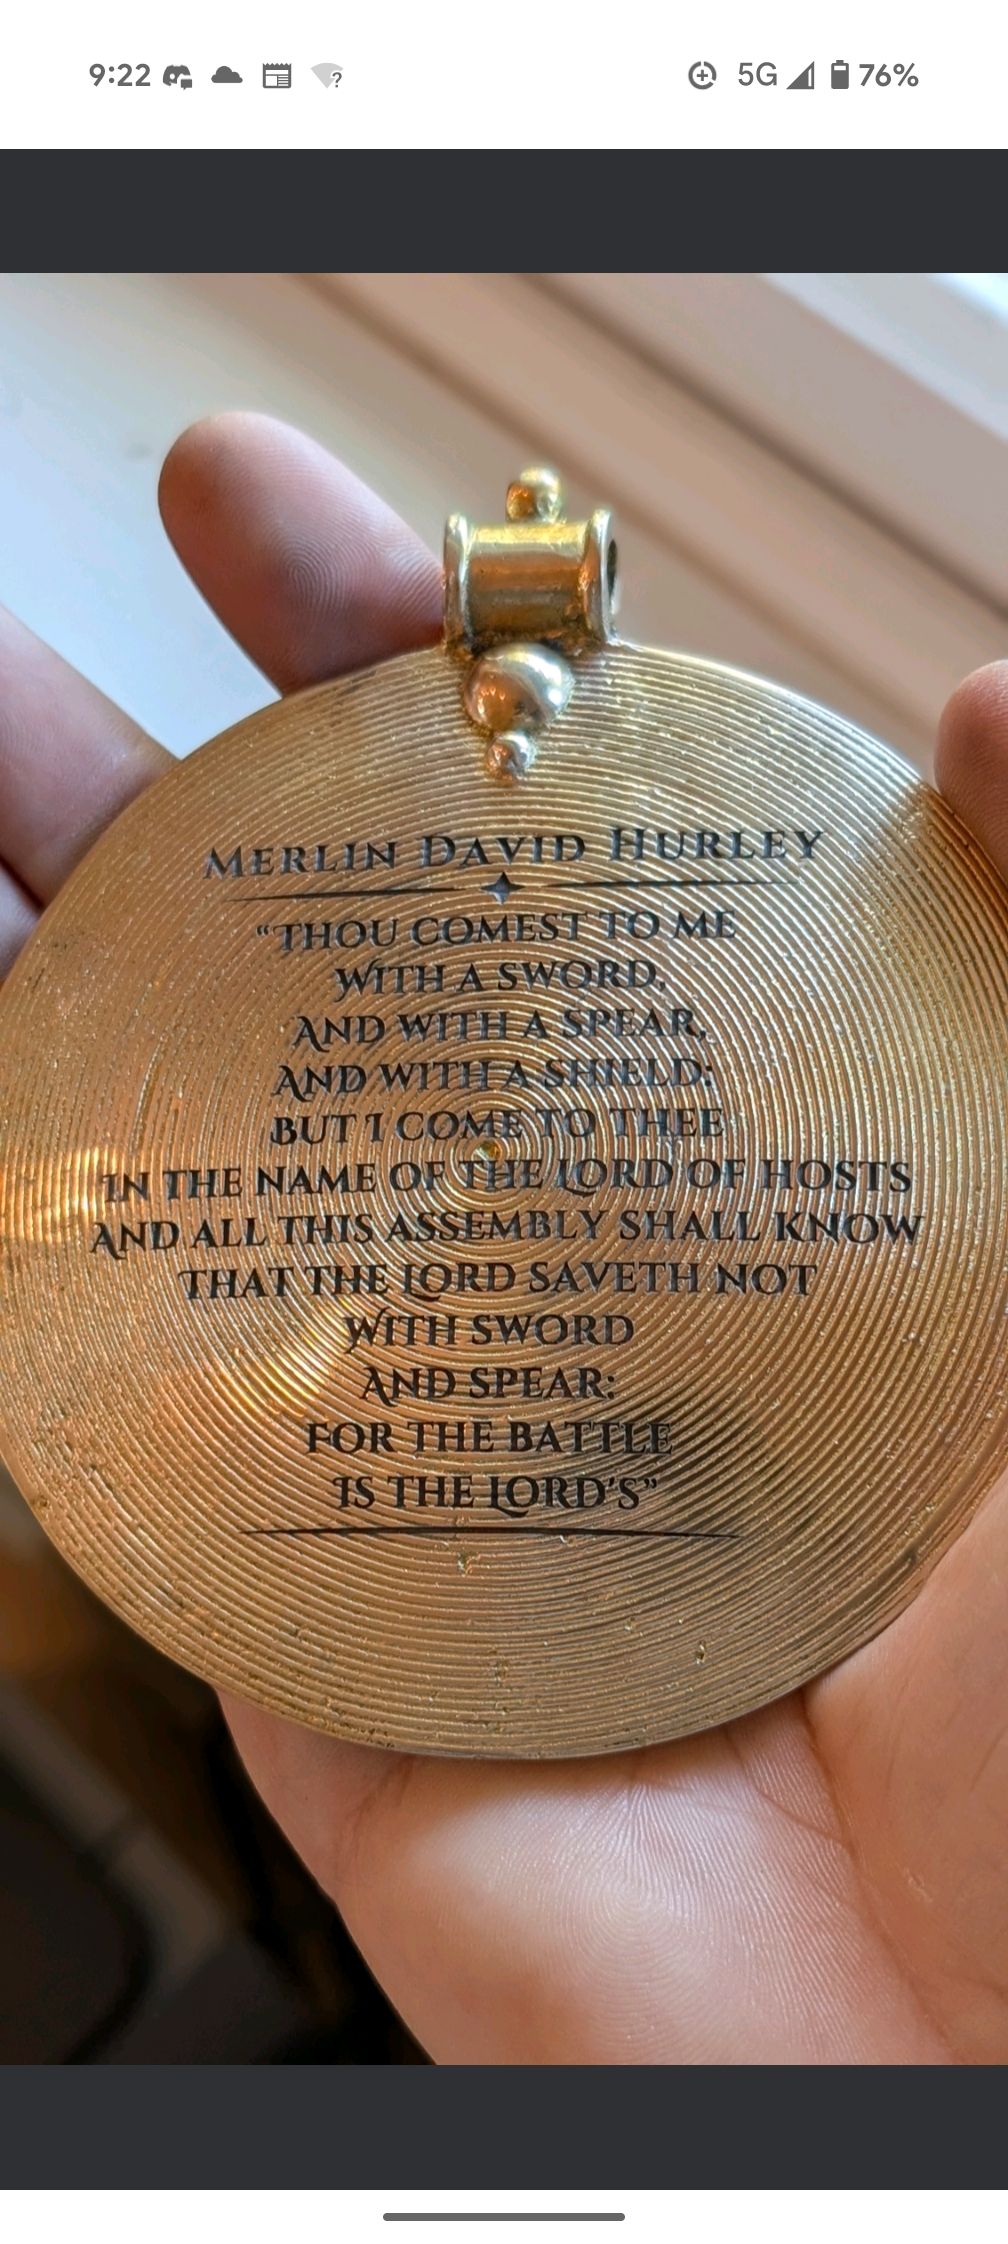 9:22
5G
76%
MERLIN DAVID HURLEY
“THOU COMEST TO ME
WITH A SWORD,
AND WITH A SPEAR,
AND WITH A SHIELD:
BUT I COME TO THEE
IN THE NAME OF THE LORD OF HOSTS
AND ALL THIS ASSEMBLY SHALL KNOW
THAT THE LORD SAVETH NOT
WITH SWORD
AND SPEAR:
FOR THE BATTLE
IS THE LORD'S”